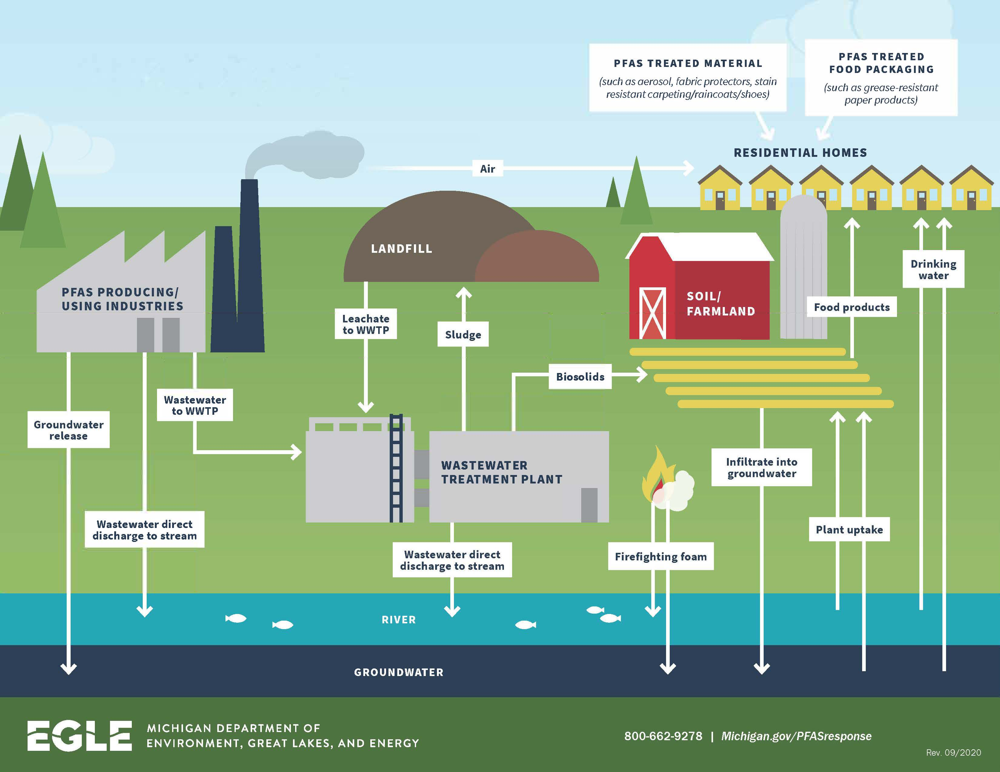 PFAS TREATED MATERIAL
(such as aerosol, fabric protectors, stain
resistant carpeting/raincoats/shoes)
PFAS TREATED
FOOD PACKAGING
(such as grease-resistant
paper products)
RESIDENTIAL HOMES
Air
LANDFILL
Drinking
water
PFAS PRODUCING/
USING INDUSTRIES
SOIL/
FARMLAND
Food products
Leachate
to WWTP
Sludge
Biosolids
Wastewater
to WWTP
Groundwater
release
WASTEWATER
TREATMENT PLANT
Infiltrate into
groundwater
Wastewater direct
discharge to stream
Plant uptake
Wastewater direct
discharge to stream
Firefighting foam
RIVER
GROUNDWATER
EGLE
MICHIGAN DEPARTMENT OF
ENVIRONMENT, GREAT LAKES, AND ENERGY
800-662-9278 | Michigan.gov/PFASresponse
Rev. 09/2020